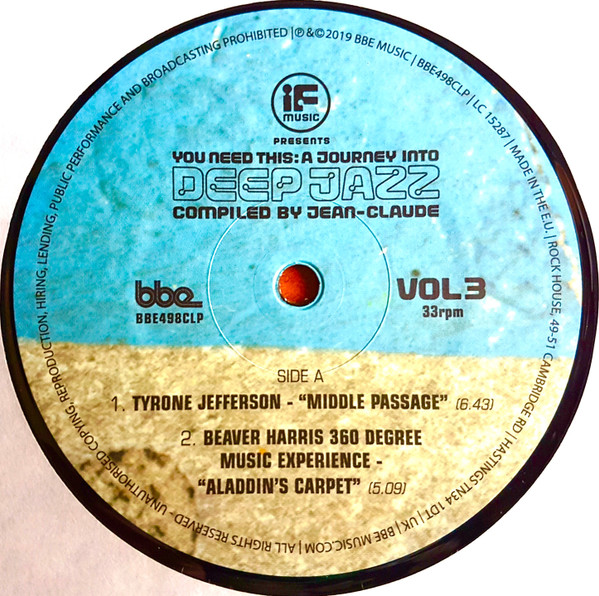 iF
MUSIC
PRESENTS
YOU NEED THIS: A JOURNEY INTO
DEEP JAZZ
COMPILED BY JEAN-CLAUDE
bbe
BBE498CLP
VOL3
33rpm
SIDE A
1. TYRONE JEFFERSON - “MIDDLE PASSAGE” (6.43)
2. BEAVER HARRIS 360 DEGREE
MUSIC EXPERIENCE -
“ALADDIN'S CARPET” (5.09)
ALL RIGHTS RESERVED - UNAUTHORISED COPYING, REPRODUCTION, HIRING, LENDING, PUBLIC PERFORMANCE AND BROADCASTING PROHIBITED | ℗ & © 2019 BBE MUSIC | BBE498CLP | LC 15287 | MADE IN THE E.U. | ROCK HOUSE, 49-51 CAMBRIDGE RD | HASTINGS TN34 1DT | UK | BBE MUSIC.COM |